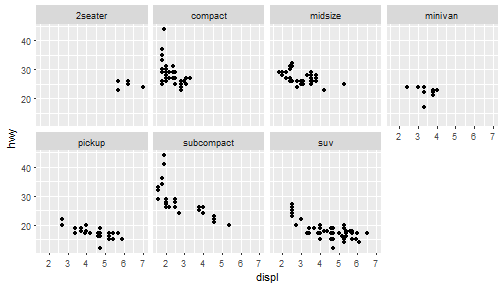 2seater compact midsize minivan
40
30
20
2 3 4 5 6 7
hwy
pickup subcompact suv
40
30
20
2 3 4 5 6 7 2 3 4 5 6 7 2 3 4 5 6 7
displ